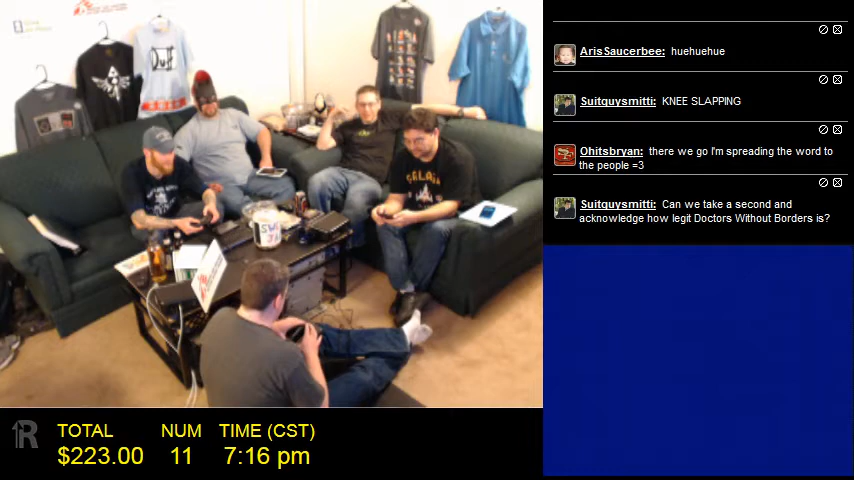 Duff
GALAGA
SWR
ArisSaucerbee: huehuehue
Suitguysmitti: KNEE SLAPPING
Ohitsbryan: there we go I'm spreading the word to
the people =3
Suitguysmitti: Can we take a second and
acknowledge how legit Doctors Without Borders is?
TOTAL NUM TIME (CST)
$223.00 11 7:16 pm